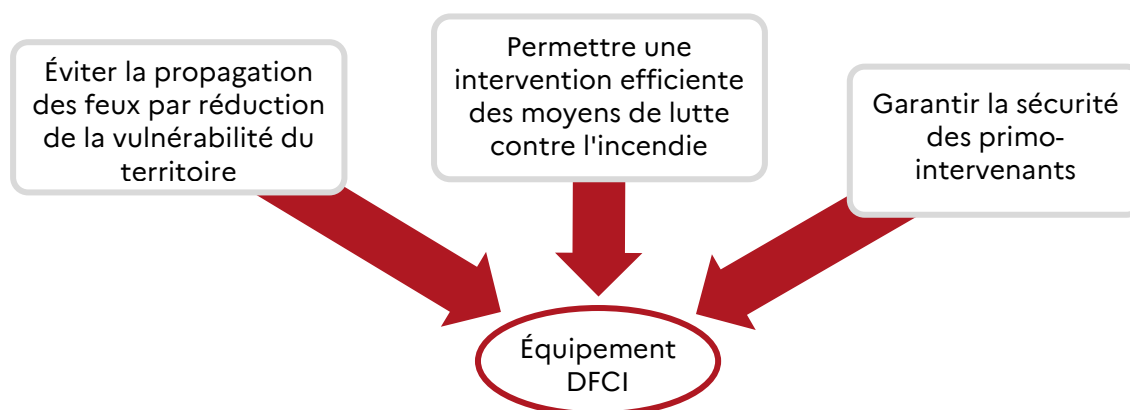 Éviter la propagation
des feux par réduction
de la vulnérabilité du
territoire
Permettre une
intervention efficiente
des moyens de lutte
contre l'incendie
Garantir la sécurité
des primo-
intervenants
Équipement
DFCI